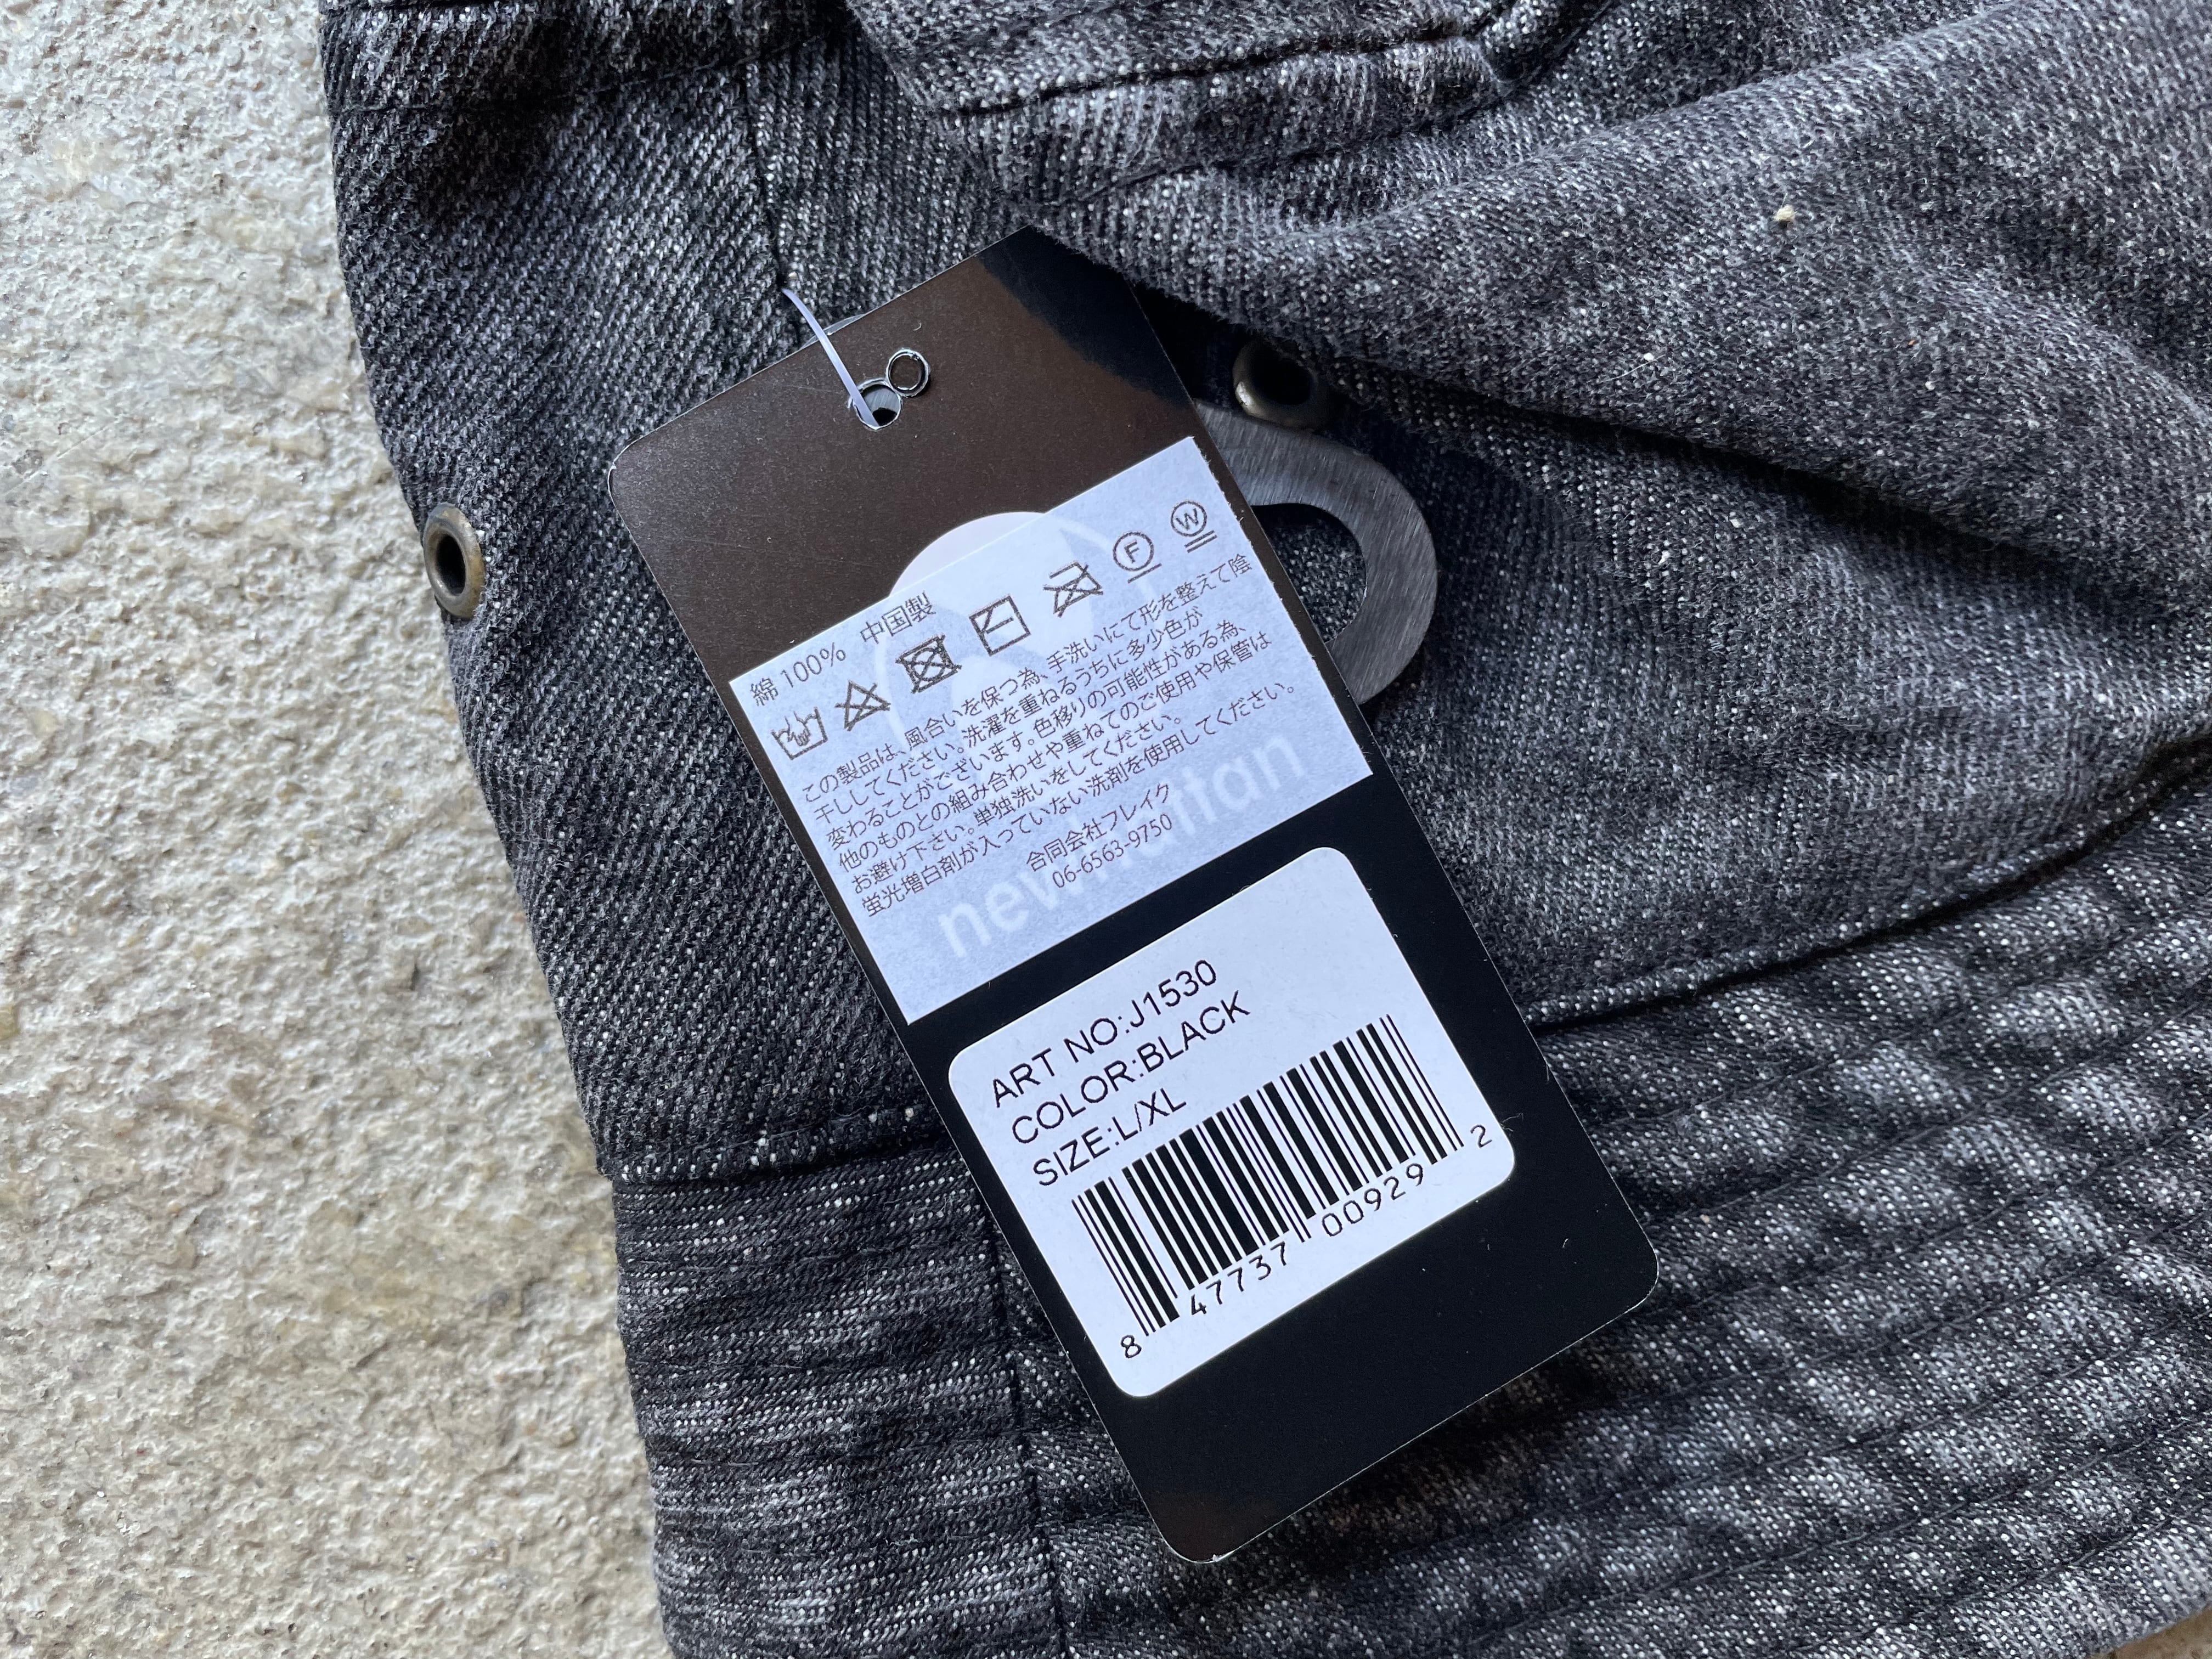 綿 100%　中国製
F W
この製品は、風合いを保つ為、手洗いにて形を整えて陰
干ししてください。洗濯を重ねるうちに多少色が
変わることがございます。色移りの可能性がある為、
他のものとの組み合わせや重ねてのご使用や保管は
お避け下さい。単独洗いをしてください。
蛍光増白剤が入っていない洗剤を使用してください。
合同会社フレイク
06-6563-9750
newhattan
ART NO:J1530
COLOR:BLACK
SIZE:L/XL
8 47737 00929 2